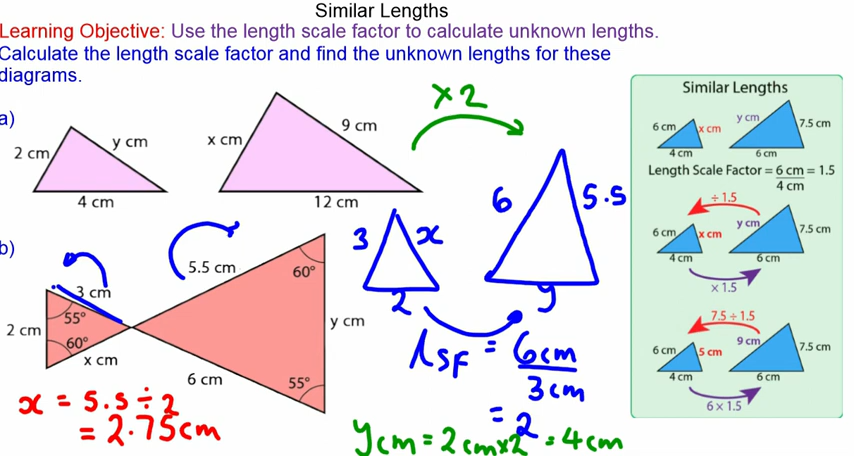 Similar Lengths
Learning Objective: Use the length scale factor to calculate unknown lengths.
Calculate the length scale factor and find the unknown lengths for these
diagrams.
a)
2 cm
y cm
4 cm
x cm
9 cm
12 cm
×2
6
5.5
y
3
x
2
b)
3 cm
55°
2 cm
60°
x cm
5.5 cm
60°
y cm
6 cm
55°
x = 5.5 ÷ 2
= 2.75cm
LSF = 6cm
3cm
= 2
y cm = 2cm×2 = 4cm
Similar Lengths
6 cm
x cm
4 cm
y cm
7.5 cm
6 cm
Length Scale Factor = 6 cm = 1.5
4 cm
÷ 1.5
6 cm
x cm
4 cm
y cm
7.5 cm
6 cm
× 1.5
7.5 ÷ 1.5
6 cm
5 cm
4 cm
9 cm
7.5 cm
6 cm
6 × 1.5